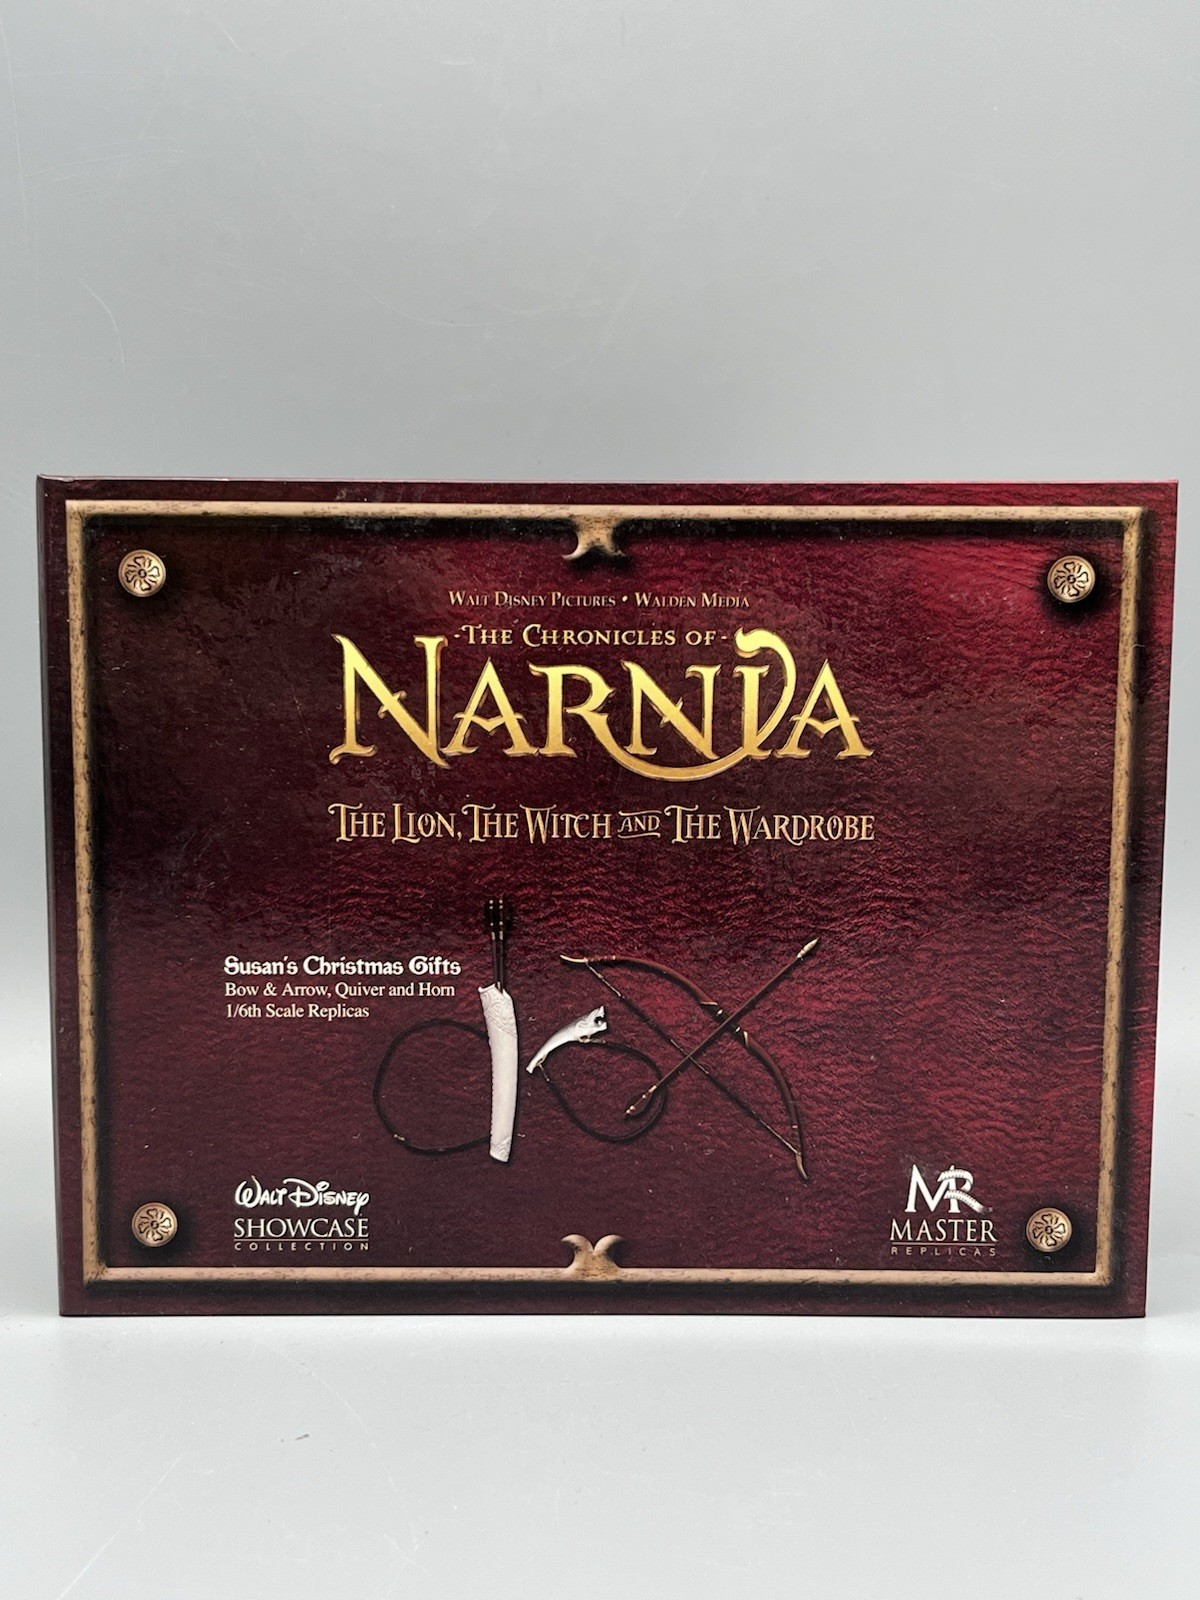 WALT DISNEY PICTURES • WALDEN MEDIA
-THE CHRONICLES OF-
NARNIA
THE LION, THE WITCH AND THE WARDROBE
Susan's Christmas Gifts
Bow & Arrow, Quiver and Horn
1/6th Scale Replicas
WALT DISNEY
SHOWCASE
COLLECTION
MR
MASTER
REPLICAS